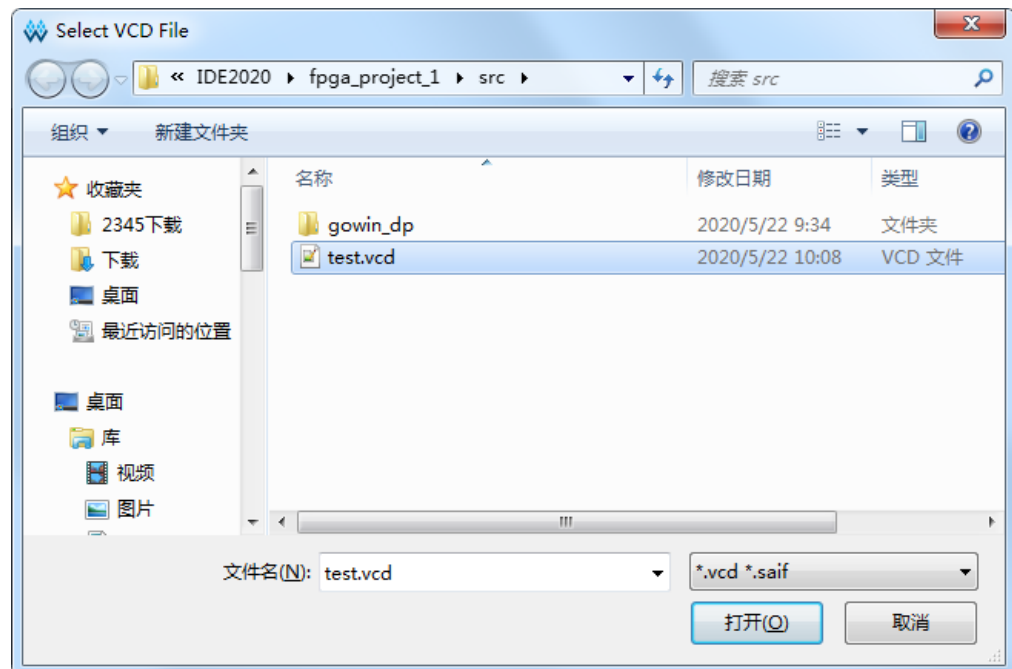 Select VCD File
« IDE2020 fpga_project_1 src
搜索 src
组织 新建文件夹
收藏夹
2345下载
下载
桌面
最近访问的位置
桌面
库
视频
图片
名称 修改日期 类型
gowin_dp 2020/5/22 9:34 文件夹
test.vcd 2020/5/22 10:08 VCD 文件
文件名(N): test.vcd *.vcd *.saif
打开(O) 取消